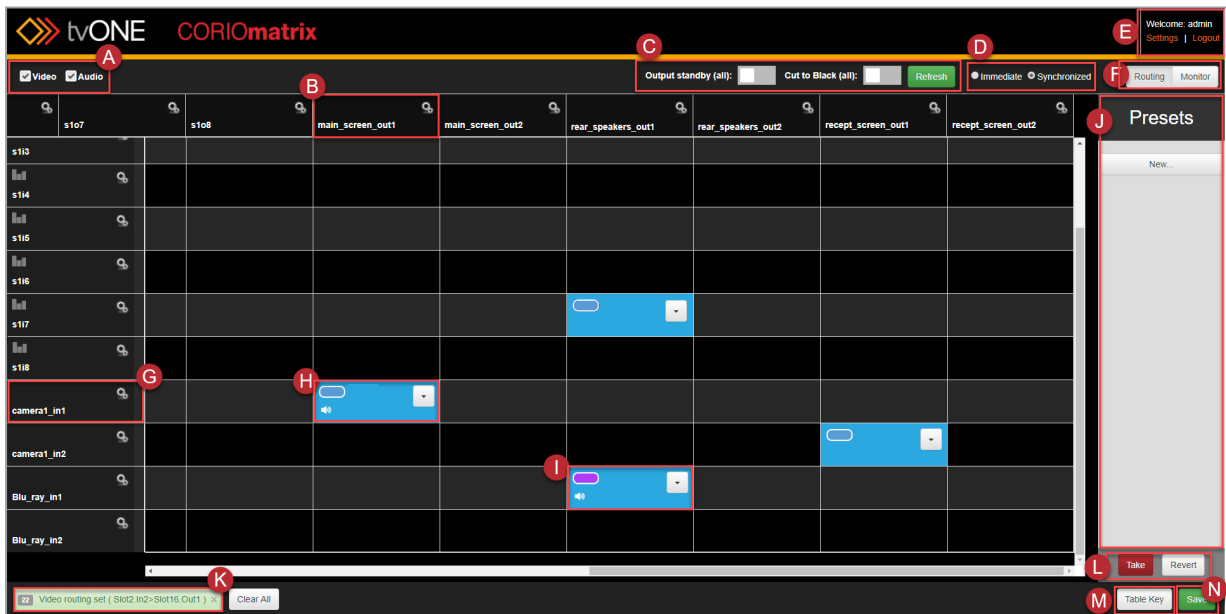 tvONE CORIOmatrix
E Welcome: admin
Settings | Logout
A
C
D
Video Audio
B
Output standby (all): Cut to Black (all): Refresh
Immediate Synchronized
F Routing Monitor
s1o7 s1o8 main_screen_out1 main_screen_out2 rear_speakers_out1 rear_speakers_out2 recept_screen_out1 recept_screen_out2
J Presets
New...
s1i3
s1i4
s1i5
s1i6
s1i7
s1i8
G
H
camera1_in1
camera1_in2
I
Blu_ray_in1
Blu_ray_in2
L Take Revert
K
22 Video routing set ( Slot2.In2>Slot16.Out1 ) ×
Clear All
M Table Key
N